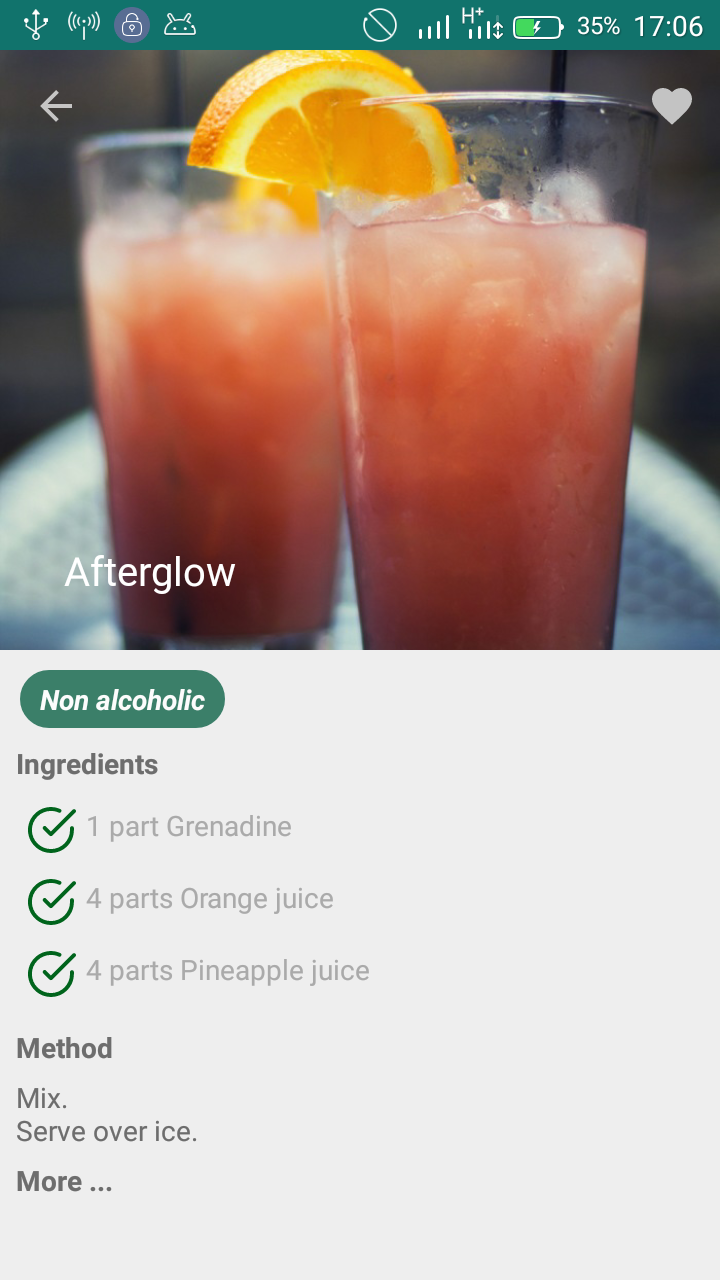 H+ 35% 17:06
Afterglow
Non alcoholic
Ingredients
1 part Grenadine
4 parts Orange juice
4 parts Pineapple juice
Method
Mix.
Serve over ice.
More ...